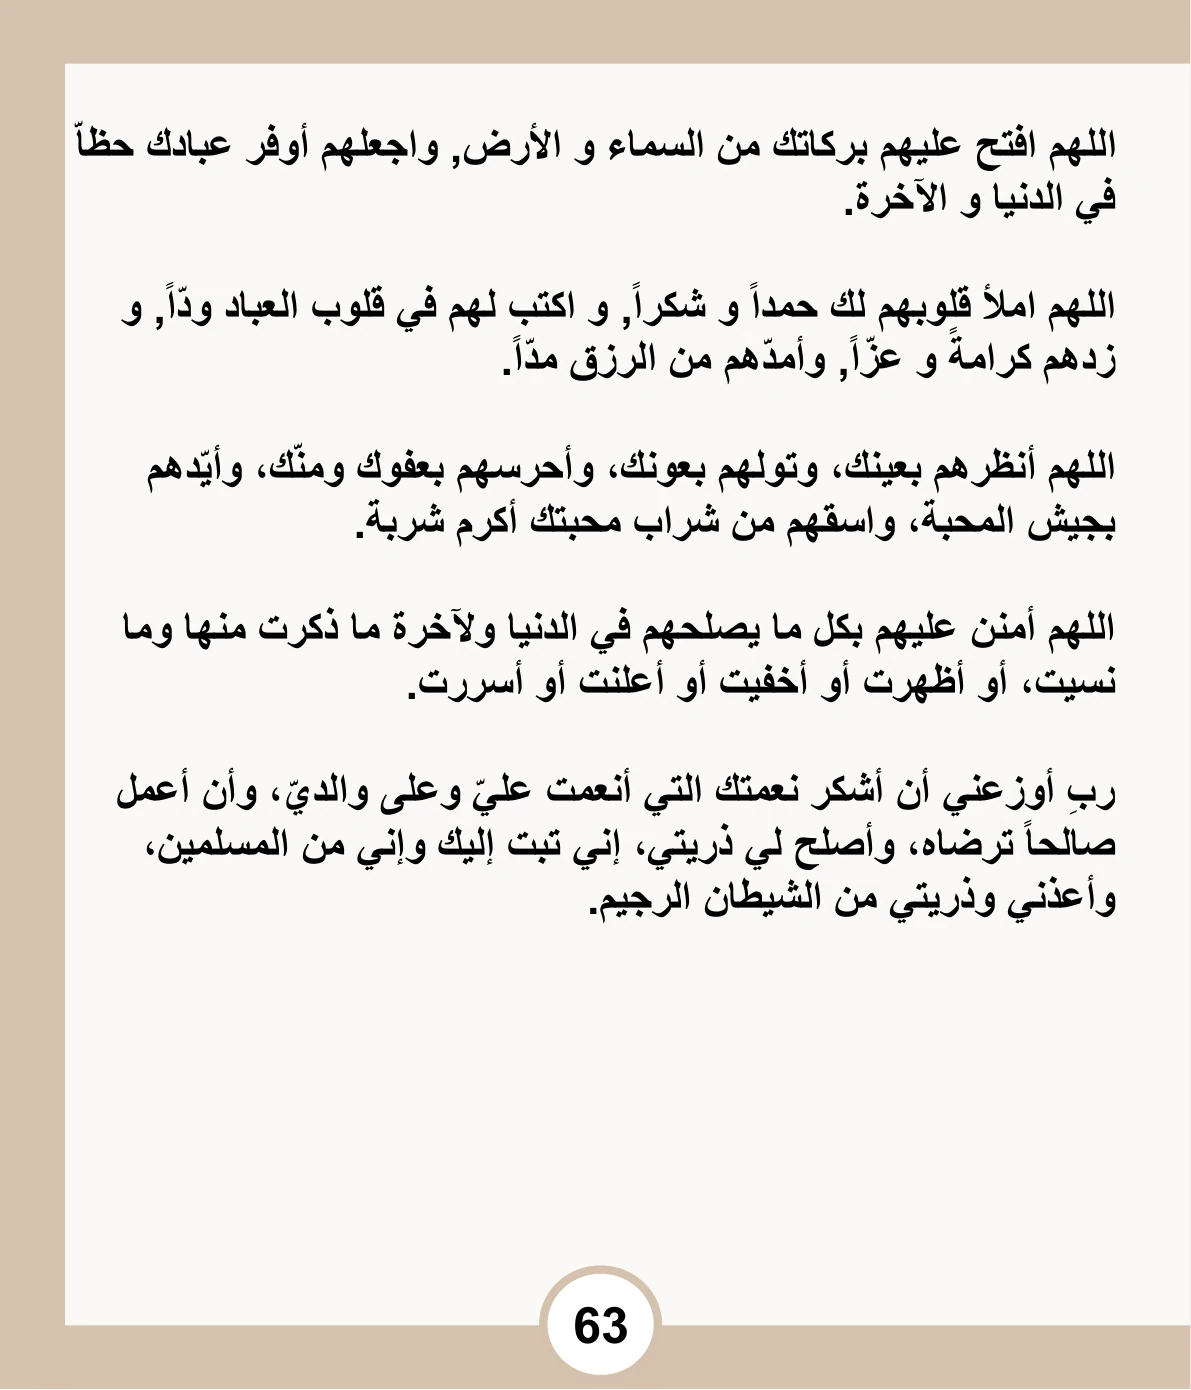 اللهم افتح عليهم بركاتك من السماء و الأرض, واجعلهم أوفر عبادك حظاّ
في الدنيا و الآخرة.
اللهم املأ قلوبهم لك حمداً و شكراً, و اكتب لهم في قلوب العباد ودّاً, و
زدهم كرامةً و عزّاً, وأمدّهم من الرزق مدّاً.
اللهم أنظرهم بعينك، وتولهم بعونك، وأحرسهم بعفوك ومنّك، وأيّدهم
بجيش المحبة، واسقهم من شراب محبتك أكرم شربة.
اللهم أمنن عليهم بكل ما يصلحهم في الدنيا ولآخرة ما ذكرت منها وما
نسيت، أو أظهرت أو أخفيت أو أعلنت أو أسررت.
ربِ أوزعني أن أشكر نعمتك التي أنعمت عليّ وعلى والديّ، وأن أعمل
صالحاً ترضاه، وأصلح لي ذريتي، إني تبت إليك وإني من المسلمين،
وأعذني وذريتي من الشيطان الرجيم.
63